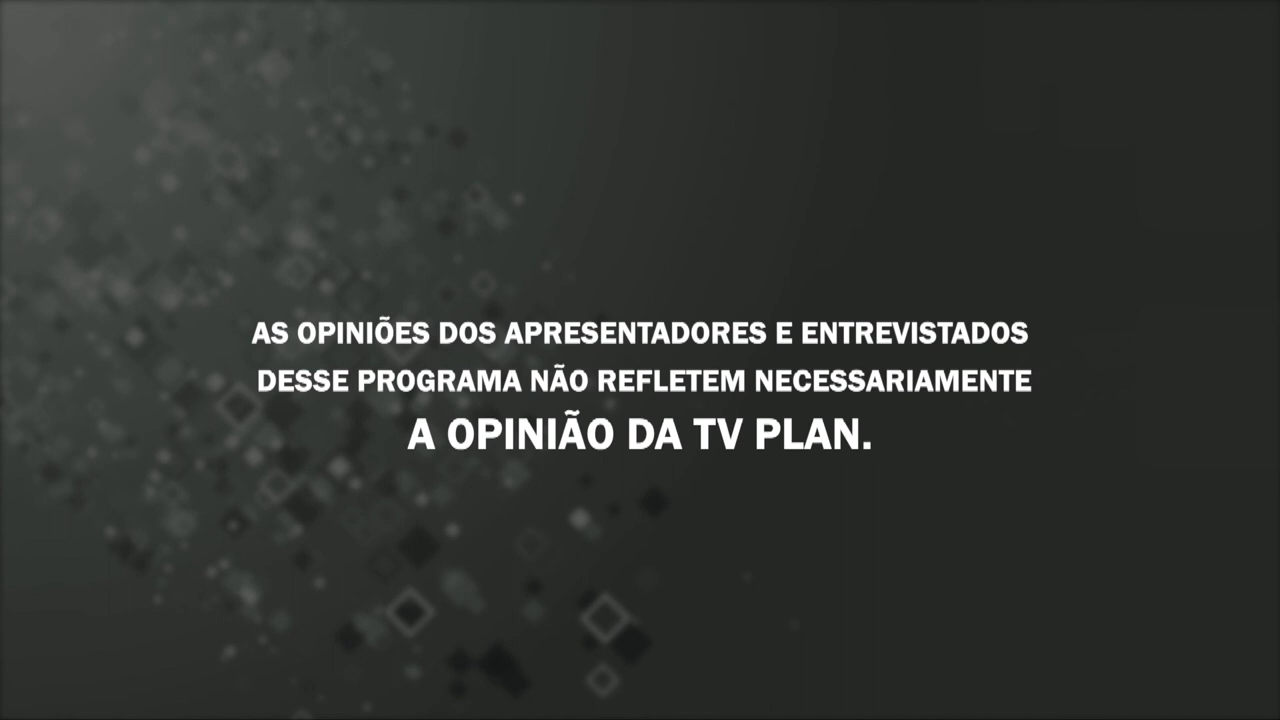 AS OPINIÕES DOS APRESENTADORES E ENTREVISTADOS
DESSE PROGRAMA NÃO REFLETEM NECESSARIAMENTE
A OPINIÃO DA TV PLAN.